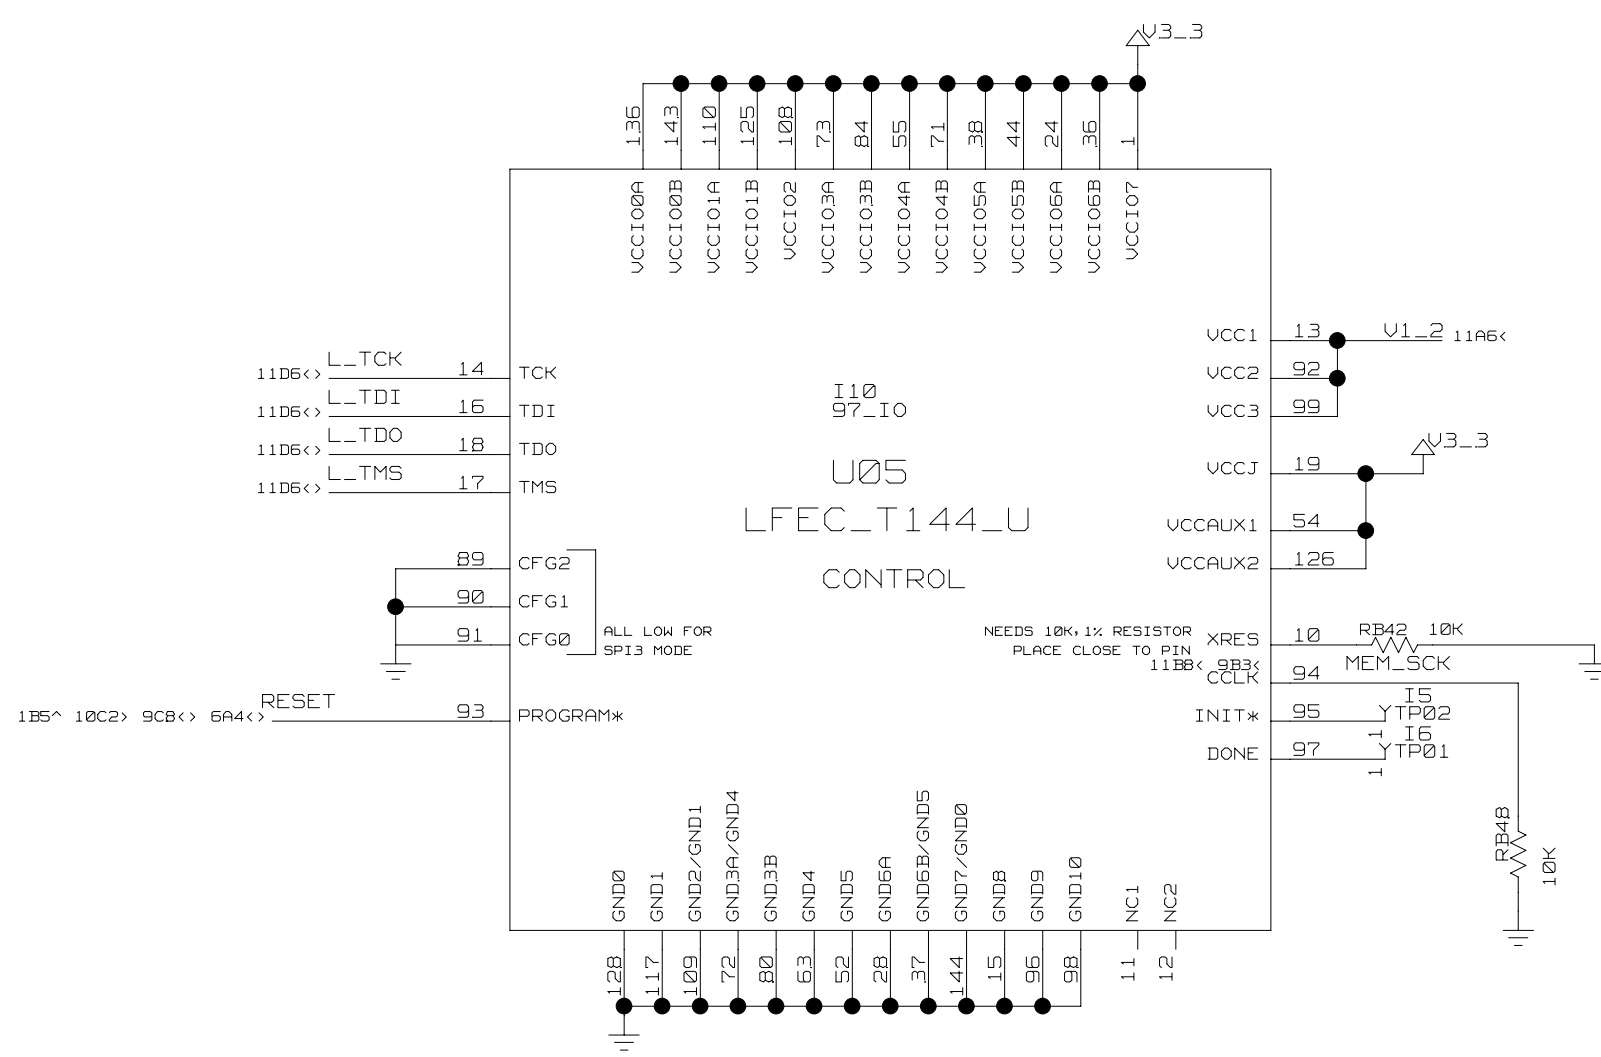 V3_3
136
143
110
125
108
73
84
55
71
38
44
24
36
1
VCCIO0A
VCCIO0B
VCCIO1A
VCCIO1B
VCCIO2
VCCIO3A
VCCIO3B
VCCIO4A
VCCIO4B
VCCIO5A
VCCIO5B
VCCIO6A
VCCIO6B
VCCIO7
11D6<> L_TCK 14 TCK
11D6<> L_TDI 16 TDI
11D6<> L_TDO 18 TDO
11D6<> L_TMS 17 TMS
89 CFG2
90 CFG1
91 CFG0
ALL LOW FOR
SPI3 MODE
1B5^ 10C2> 9C8<> 6A4<> RESET 93 PROGRAM*
I10
97_IO
U05
LFEC_T144_U
CONTROL
VCC1 13 V1_2 11A6<
VCC2 92
VCC3 99
VCCJ 19 V3_3
VCCAUX1 54
VCCAUX2 126
NEEDS 10K,1% RESISTOR
PLACE CLOSE TO PIN
XRES 10 RB42 10K
11B8< 9B3< MEM_SCK
CCLK 94
INIT* 95 1 I5 TP02
DONE 97 1 I6 TP01
RB48
10K
GND0
GND1
GND2/GND1
GND3A/GND4
GND3B
GND4
GND5
GND6A
GND6B/GND5
GND7/GND0
GND8
GND9
GND10
NC1
NC2
128
117
109
72
80
63
52
28
37
144
15
96
98
11
12